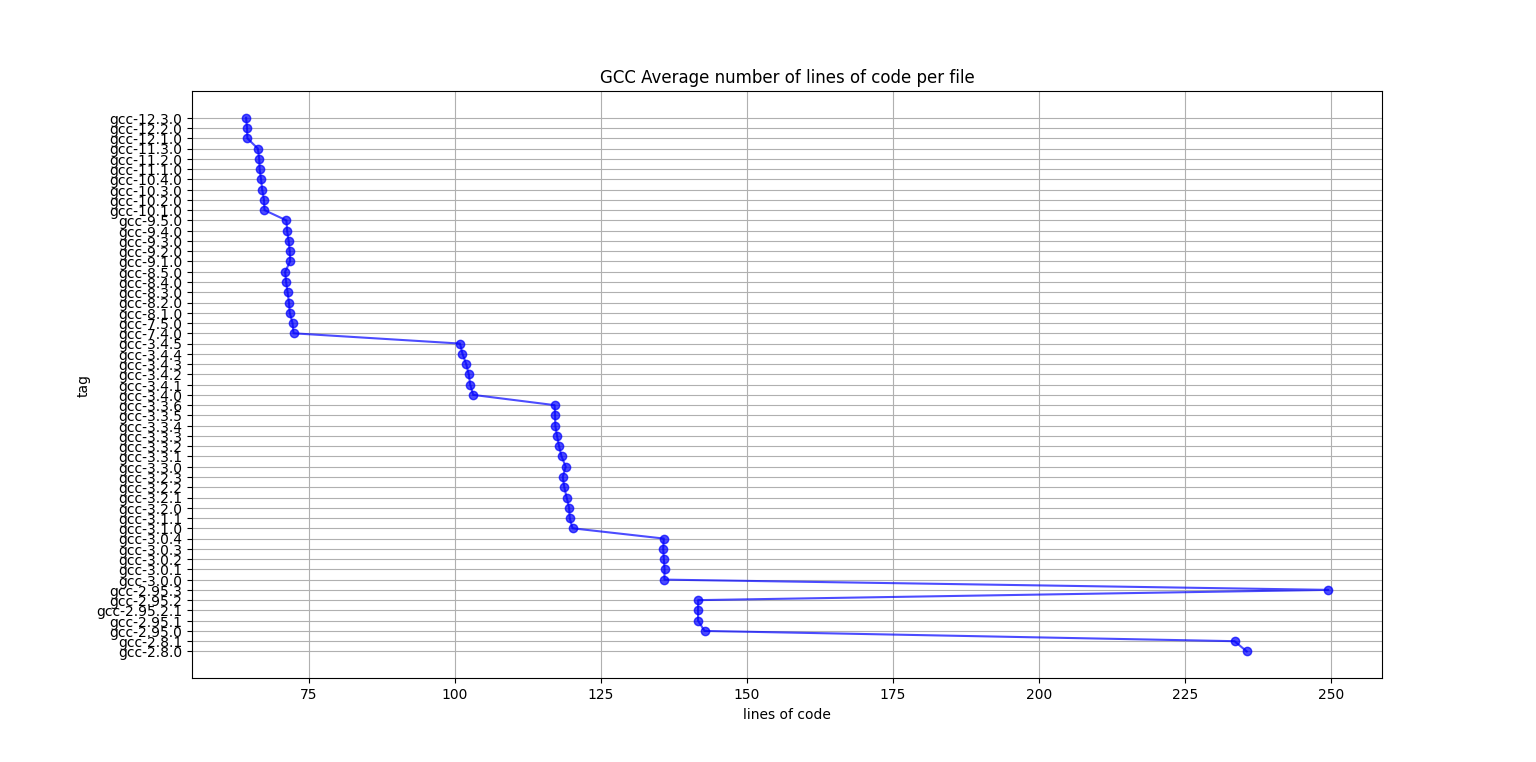 GCC Average number of lines of code per file
gcc-12.3.0
gcc-12.2.0
gcc-12.1.0
gcc-11.3.0
gcc-11.2.0
gcc-11.1.0
gcc-10.4.0
gcc-10.3.0
gcc-10.2.0
gcc-10.1.0
gcc-9.5.0
gcc-9.4.0
gcc-9.3.0
gcc-9.2.0
gcc-9.1.0
gcc-8.5.0
gcc-8.4.0
gcc-8.3.0
gcc-8.2.0
gcc-8.1.0
gcc-7.5.0
gcc-7.4.0
gcc-3.4.5
gcc-3.4.4
gcc-3.4.3
gcc-3.4.2
gcc-3.4.1
gcc-3.4.0
gcc-3.3.6
gcc-3.3.5
gcc-3.3.4
gcc-3.3.3
gcc-3.3.2
gcc-3.3.1
gcc-3.3.0
gcc-3.2.3
gcc-3.2.2
gcc-3.2.1
gcc-3.2.0
gcc-3.1.1
gcc-3.1.0
gcc-3.0.4
gcc-3.0.3
gcc-3.0.2
gcc-3.0.1
gcc-3.0.0
gcc-2.95.3
gcc-2.95.2
gcc-2.95.2.1
gcc-2.95.1
gcc-2.95.0
gcc-2.8.1
gcc-2.8.0
tag
75 100 125 150 175 200 225 250
lines of code